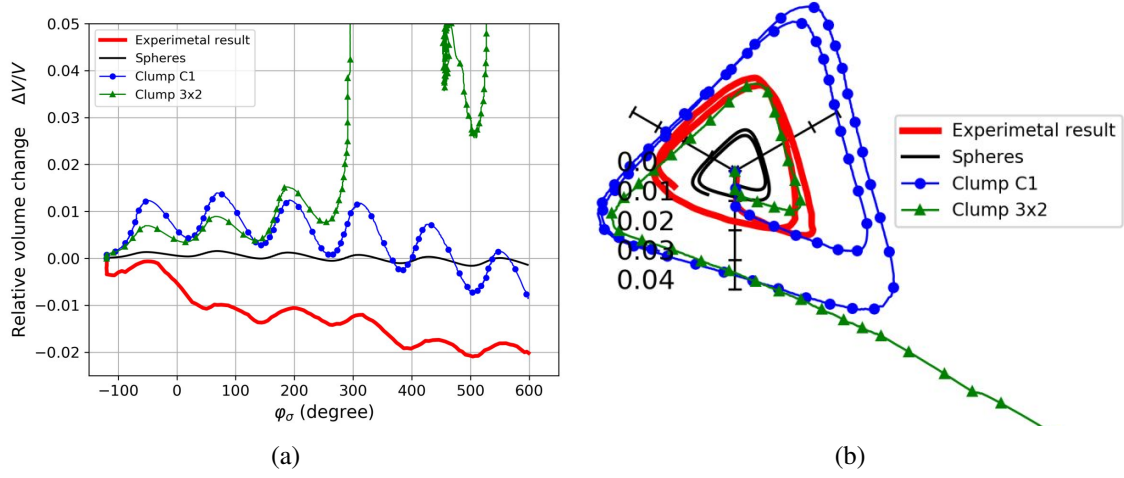 0.05
0.04
0.03
0.02
0.01
0.00
−0.01
−0.02
Relative volume change ΔV/V
Experimetal result
Spheres
Clump C1
Clump 3x2
−100 0 100 200 300 400 500 600
φσ (degree)
(a)
0.0
0.01
0.02
0.03
0.04
Experimetal result
Spheres
Clump C1
Clump 3x2
(b)